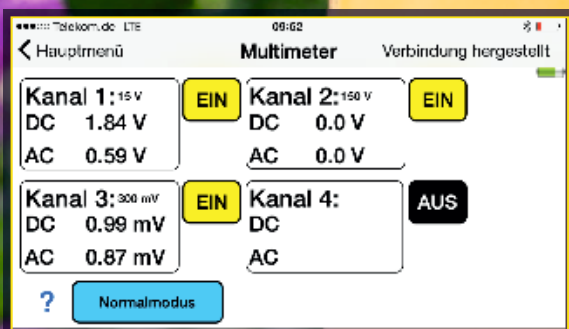 Telekom.de LTE 09:52
Hauptmenü Multimeter Verbindung hergestellt
Kanal 1: 15 V EIN Kanal 2: 150 V EIN
DC 1.84 V DC 0.0 V
AC 0.59 V AC 0.0 V
Kanal 3: 300 mV EIN Kanal 4: AUS
DC 0.99 mV DC
AC 0.87 mV AC
? Normalmodus